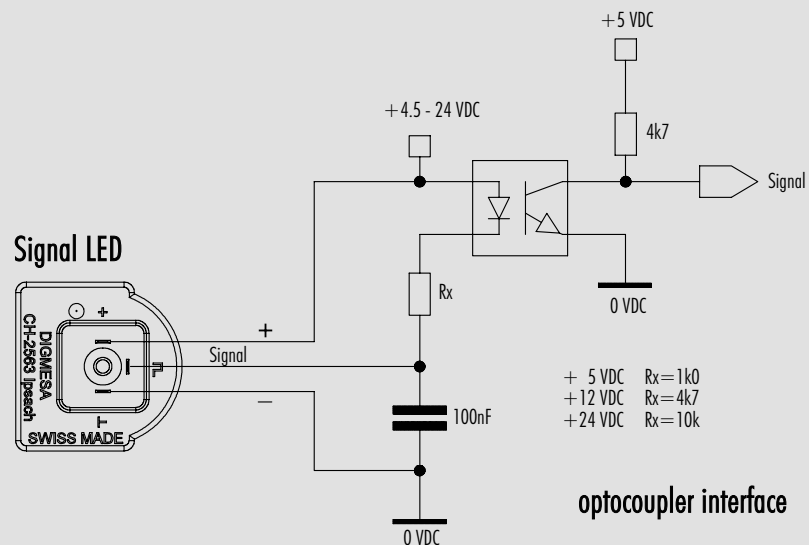 +5 VDC
+4.5 - 24 VDC
4k7
Signal
Signal LED
0 VDC
Rx
+
DIGMESA
CH-2563 Ipsach
SWISS MADE
+
Signal
−
100nF
+ 5 VDC Rx=1k0
+12 VDC Rx=4k7
+24 VDC Rx=10k
optocoupler interface
0 VDC